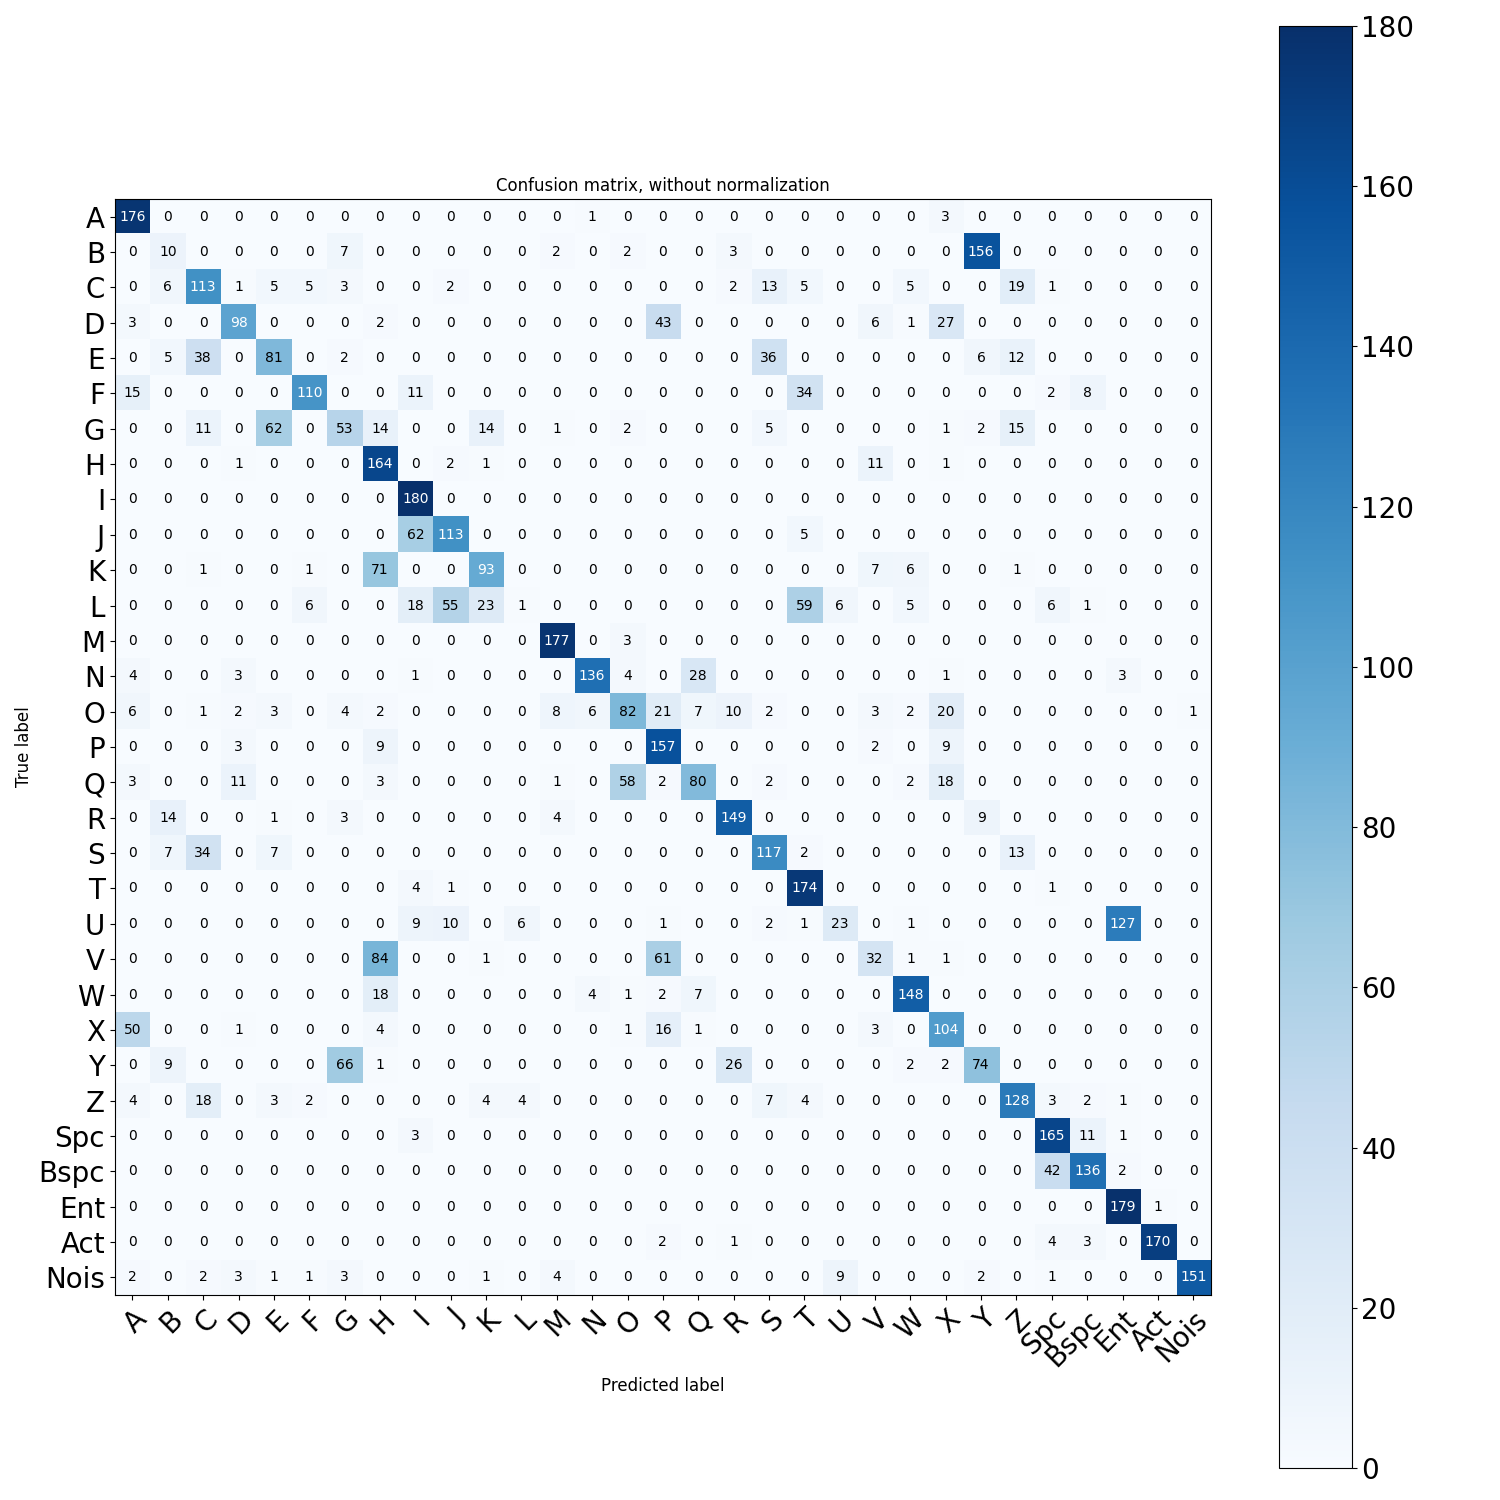 Confusion matrix, without normalization
A 176 0 0 0 0 0 0 0 0 0 0 0 0 1 0 0 0 0 0 0 0 0 0 3 0 0 0 0 0 0 0
B 0 10 0 0 0 0 7 0 0 0 0 0 2 0 2 0 0 3 0 0 0 0 0 0 156 0 0 0 0 0 0
C 0 6 113 1 5 5 3 0 0 2 0 0 0 0 0 0 0 2 13 5 0 0 5 0 0 19 1 0 0 0 0
D 3 0 0 98 0 0 0 2 0 0 0 0 0 0 0 43 0 0 0 0 0 6 1 27 0 0 0 0 0 0 0
E 0 5 38 0 81 0 2 0 0 0 0 0 0 0 0 0 0 0 36 0 0 0 0 0 6 12 0 0 0 0 0
F 15 0 0 0 0 110 0 0 11 0 0 0 0 0 0 0 0 0 0 34 0 0 0 0 0 0 2 8 0 0 0
G 0 0 11 0 62 0 53 14 0 0 14 0 1 0 2 0 0 0 5 0 0 0 0 1 2 15 0 0 0 0 0
H 0 0 0 1 0 0 0 164 0 2 1 0 0 0 0 0 0 0 0 0 0 11 0 1 0 0 0 0 0 0 0
I 0 0 0 0 0 0 0 0 180 0 0 0 0 0 0 0 0 0 0 0 0 0 0 0 0 0 0 0 0 0 0
J 0 0 0 0 0 0 0 0 62 113 0 0 0 0 0 0 0 0 0 5 0 0 0 0 0 0 0 0 0 0 0
K 0 0 1 0 0 1 0 71 0 0 93 0 0 0 0 0 0 0 0 0 0 7 6 0 0 1 0 0 0 0 0
L 0 0 0 0 0 6 0 0 18 55 23 1 0 0 0 0 0 0 0 59 6 0 5 0 0 0 6 1 0 0 0
M 0 0 0 0 0 0 0 0 0 0 0 0 177 0 3 0 0 0 0 0 0 0 0 0 0 0 0 0 0 0 0
N 4 0 0 3 0 0 0 0 1 0 0 0 0 136 4 0 28 0 0 0 0 0 0 1 0 0 0 0 3 0 0
O 6 0 1 2 3 0 4 2 0 0 0 0 8 6 82 21 7 10 2 0 0 3 2 20 0 0 0 0 0 0 1
P 0 0 0 3 0 0 0 9 0 0 0 0 0 0 0 157 0 0 0 0 0 2 0 9 0 0 0 0 0 0 0
Q 3 0 0 11 0 0 0 3 0 0 0 0 1 0 58 2 80 0 2 0 0 0 2 18 0 0 0 0 0 0 0
R 0 14 0 0 1 0 3 0 0 0 0 0 4 0 0 0 0 149 0 0 0 0 0 0 9 0 0 0 0 0 0
S 0 7 34 0 7 0 0 0 0 0 0 0 0 0 0 0 0 0 117 2 0 0 0 0 0 13 0 0 0 0 0
T 0 0 0 0 0 0 0 0 4 1 0 0 0 0 0 0 0 0 0 174 0 0 0 0 0 0 1 0 0 0 0
U 0 0 0 0 0 0 0 0 9 10 0 6 0 0 0 1 0 0 2 1 23 0 1 0 0 0 0 0 127 0 0
V 0 0 0 0 0 0 0 84 0 0 1 0 0 0 0 61 0 0 0 0 0 32 1 1 0 0 0 0 0 0 0
W 0 0 0 0 0 0 0 18 0 0 0 0 0 4 1 2 7 0 0 0 0 0 148 0 0 0 0 0 0 0 0
X 50 0 0 1 0 0 0 4 0 0 0 0 0 0 1 16 1 0 0 0 0 3 0 104 0 0 0 0 0 0 0
Y 0 9 0 0 0 0 66 1 0 0 0 0 0 0 0 0 0 26 0 0 0 0 2 2 74 0 0 0 0 0 0
Z 4 0 18 0 3 2 0 0 0 0 4 4 0 0 0 0 0 0 7 4 0 0 0 0 0 128 3 2 1 0 0
Spc 0 0 0 0 0 0 0 0 3 0 0 0 0 0 0 0 0 0 0 0 0 0 0 0 0 0 165 11 1 0 0
Bspc 0 0 0 0 0 0 0 0 0 0 0 0 0 0 0 0 0 0 0 0 0 0 0 0 0 0 42 136 2 0 0
Ent 0 0 0 0 0 0 0 0 0 0 0 0 0 0 0 0 0 0 0 0 0 0 0 0 0 0 0 0 179 1 0
Act 0 0 0 0 0 0 0 0 0 0 0 0 0 0 0 2 0 1 0 0 0 0 0 0 0 0 4 3 0 170 0
Nois 2 0 2 3 1 1 3 0 0 0 1 0 4 0 0 0 0 0 0 0 9 0 0 0 2 0 1 0 0 0 151
A B C D E F G H I J K L M N O P Q R S T U V W X Y Z Spc Bspc Ent Act Nois
Predicted label
True label
180
160
140
120
100
80
60
40
20
0